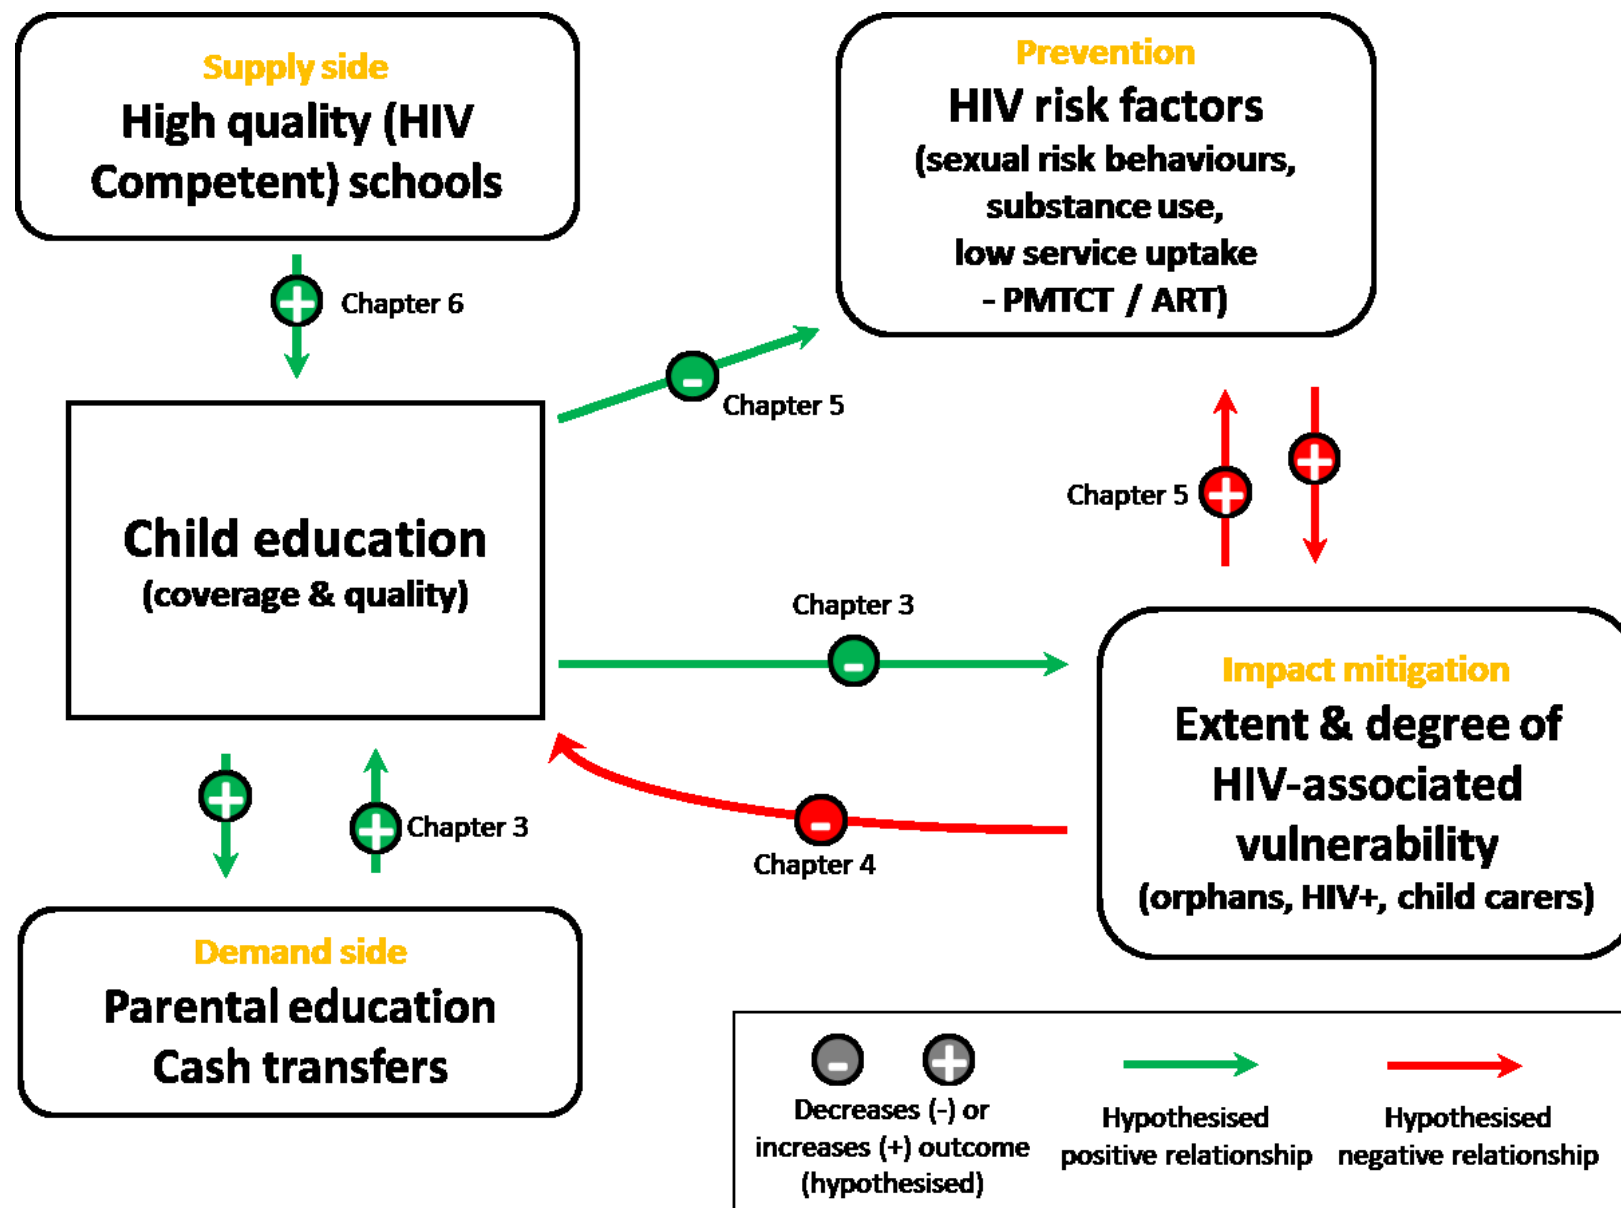 Supply side
High quality (HIV
Competent) schools
Prevention
HIV risk factors
(sexual risk behaviours,
substance use,
low service uptake
- PMTCT / ART)
+
Chapter 6
-
Chapter 5
Child education
(coverage & quality)
Chapter 5
+
+
Chapter 3
-
Impact mitigation
Extent & degree of
HIV-associated
vulnerability
(orphans, HIV+, child carers)
-
Chapter 4
+
+
Chapter 3
Demand side
Parental education
Cash transfers
- +
Decreases (-) or
increases (+) outcome
(hypothesised)
Hypothesised
positive relationship
Hypothesised
negative relationship